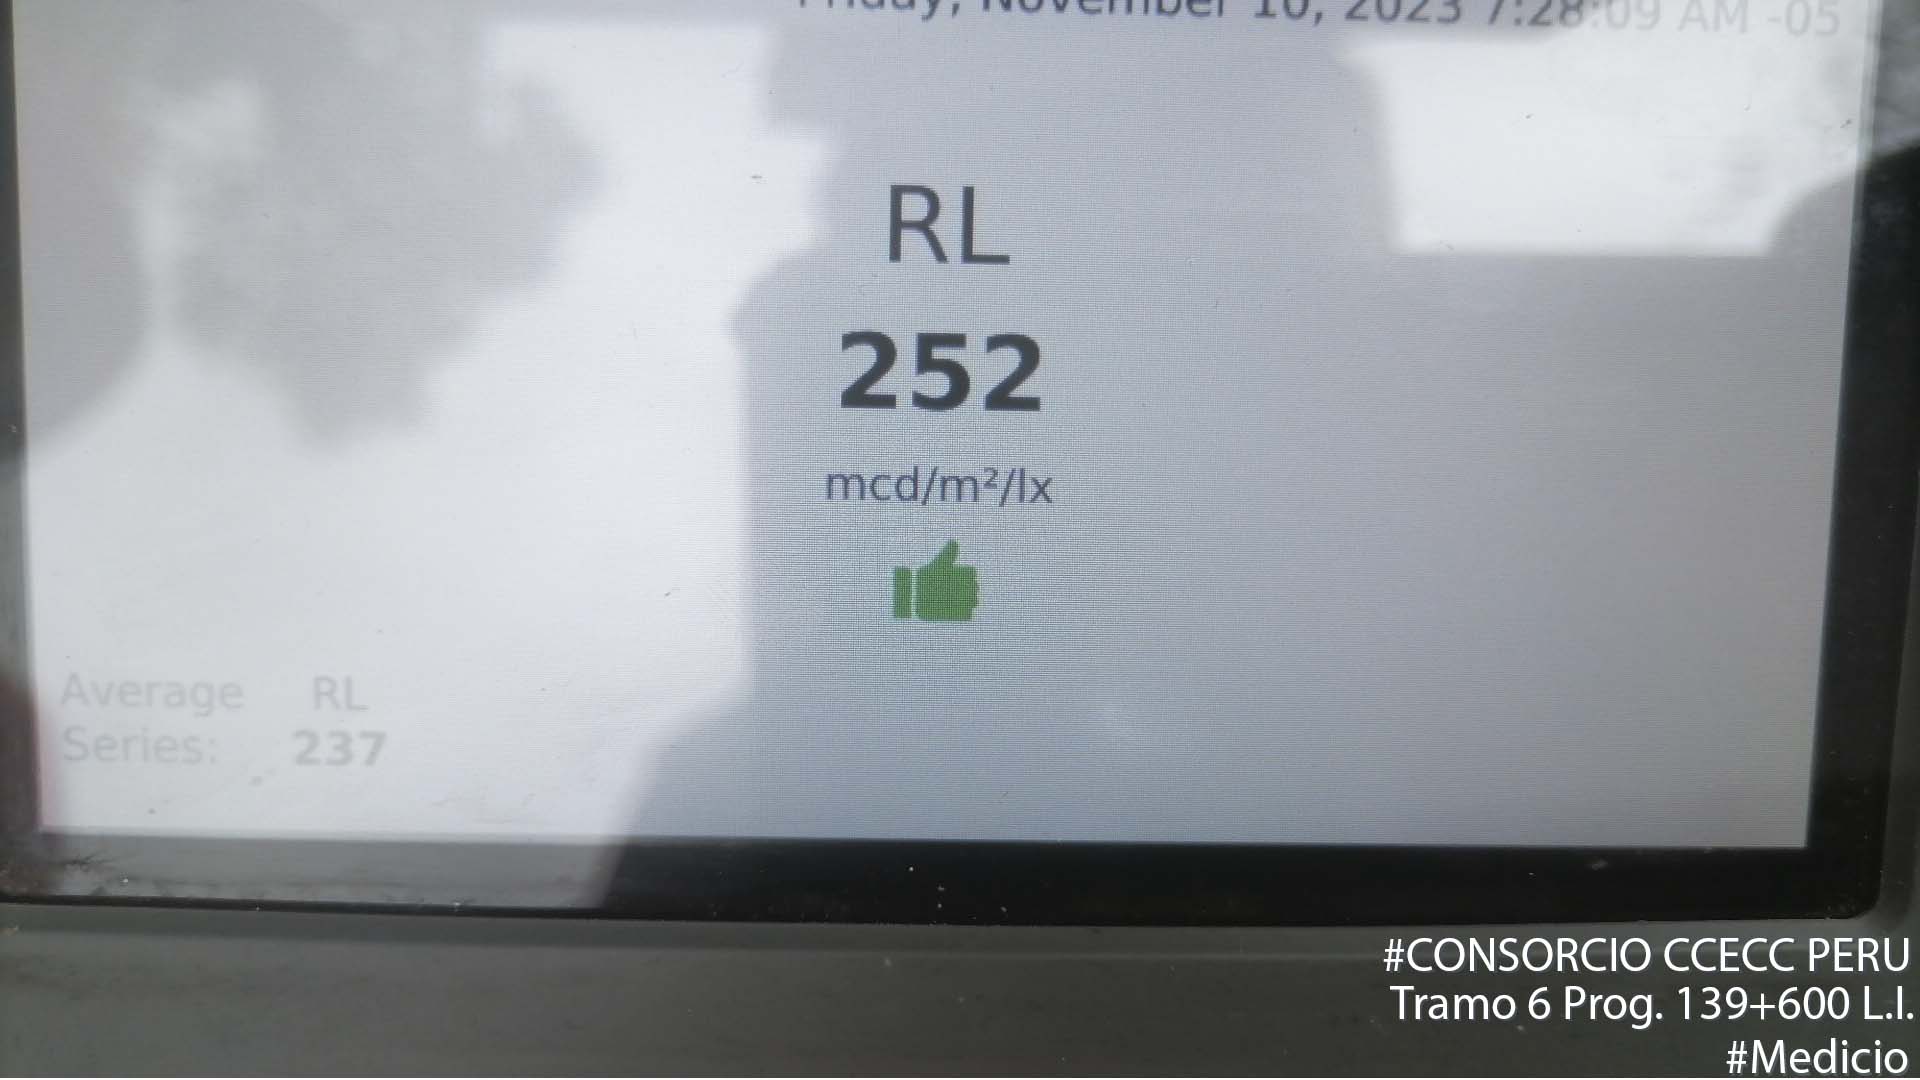 Friday, November 10, 2023 7:28:09 AM -05
RL
252
mcd/m²/lx
Average RL
Series: 237
#CONSORCIO CCECC PERU
Tramo 6 Prog. 139+600 L.I.
#Medicio